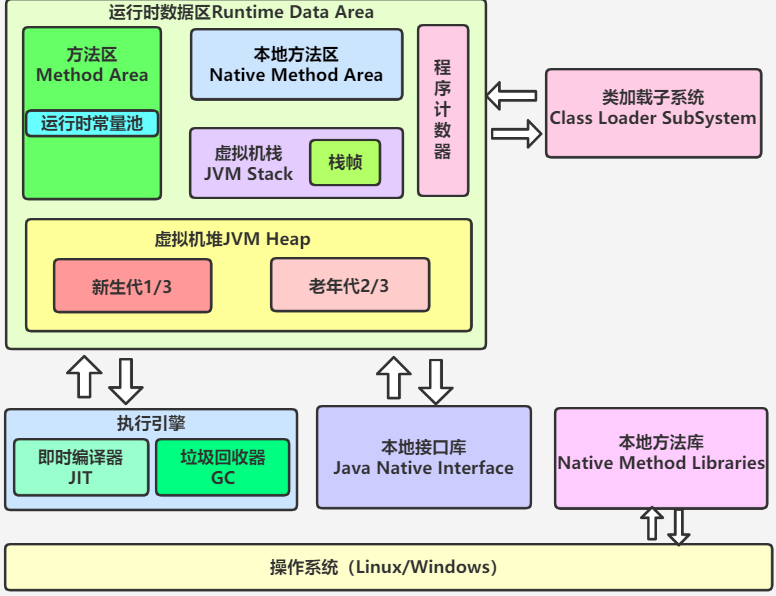 运行时数据区Runtime Data Area
方法区
Method Area
运行时常量池
本地方法区
Native Method Area
虚拟机栈
JVM Stack
栈帧
程
序
计
数
器
类加载子系统
Class Loader SubSystem
虚拟机堆JVM Heap
新生代1/3
老年代2/3
执行引擎
即时编译器
JIT
垃圾回收器
GC
本地接口库
Java Native Interface
本地方法库
Native Method Libraries
操作系统（Linux/Windows）